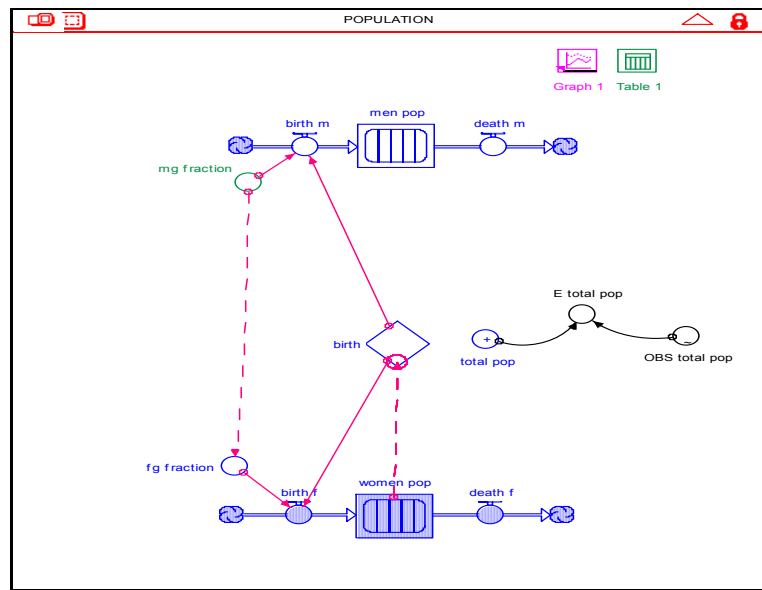 POPULATION
Graph 1
Table 1
men pop
birth m
death m
mg fraction
E total pop
birth
total pop
OBS total pop
fg fraction
women pop
birth f
death f